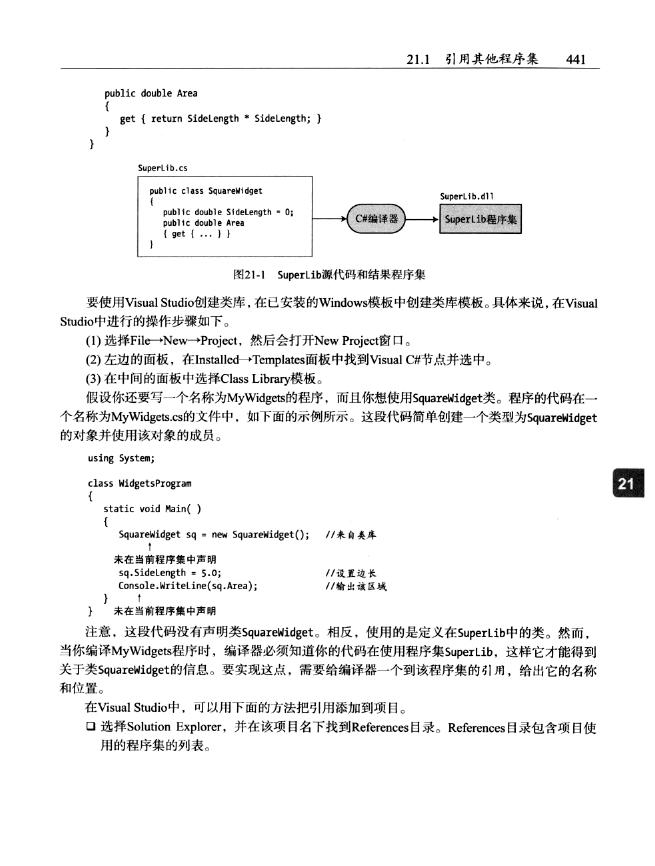 21.1 引用其他程序集 441
public double Area
{
get { return SideLength * SideLength; }
}
}
SuperLib.cs
public class SquareWidget
{
public double SideLength = 0;
public double Area
{ get { ... } }
}
C#编译器
SuperLib.dll
SuperLib程序集
图21-1 SuperLib源代码和结果程序集
要使用Visual Studio创建类库，在已安装的Windows模板中创建类库模板。具体来说，在Visual
Studio中进行的操作步骤如下。
(1) 选择File→New→Project，然后会打开New Project窗口。
(2) 左边的面板，在Installed→Templates面板中找到Visual C#节点并选中。
(3) 在中间的面板中选择Class Library模板。
假设你还要写一个名称为MyWidgets的程序，而且你想使用SquareWidget类。程序的代码在一
个名称为MyWidgets.cs的文件中，如下面的示例所示。这段代码简单创建一个类型为SquareWidget
的对象并使用该对象的成员。
using System;
class WidgetsProgram
{
static void Main( )
{
SquareWidget sq = new SquareWidget(); //来自类库
↑
未在当前程序集中声明
sq.SideLength = 5.0; //设置边长
Console.WriteLine(sq.Area); //输出该区域
} ↑
} 未在当前程序集中声明
21
注意，这段代码没有声明类SquareWidget。相反，使用的是定义在SuperLib中的类。然而，
当你编译MyWidgets程序时，编译器必须知道你的代码在使用程序集SuperLib，这样它才能得到
关于类SquareWidget的信息。要实现这点，需要给编译器一个到该程序集的引用，给出它的名称
和位置。
在Visual Studio中，可以用下面的方法把引用添加到项目。
❑ 选择Solution Explorer，并在该项目名下找到References目录。References目录包含项目使
用的程序集的列表。